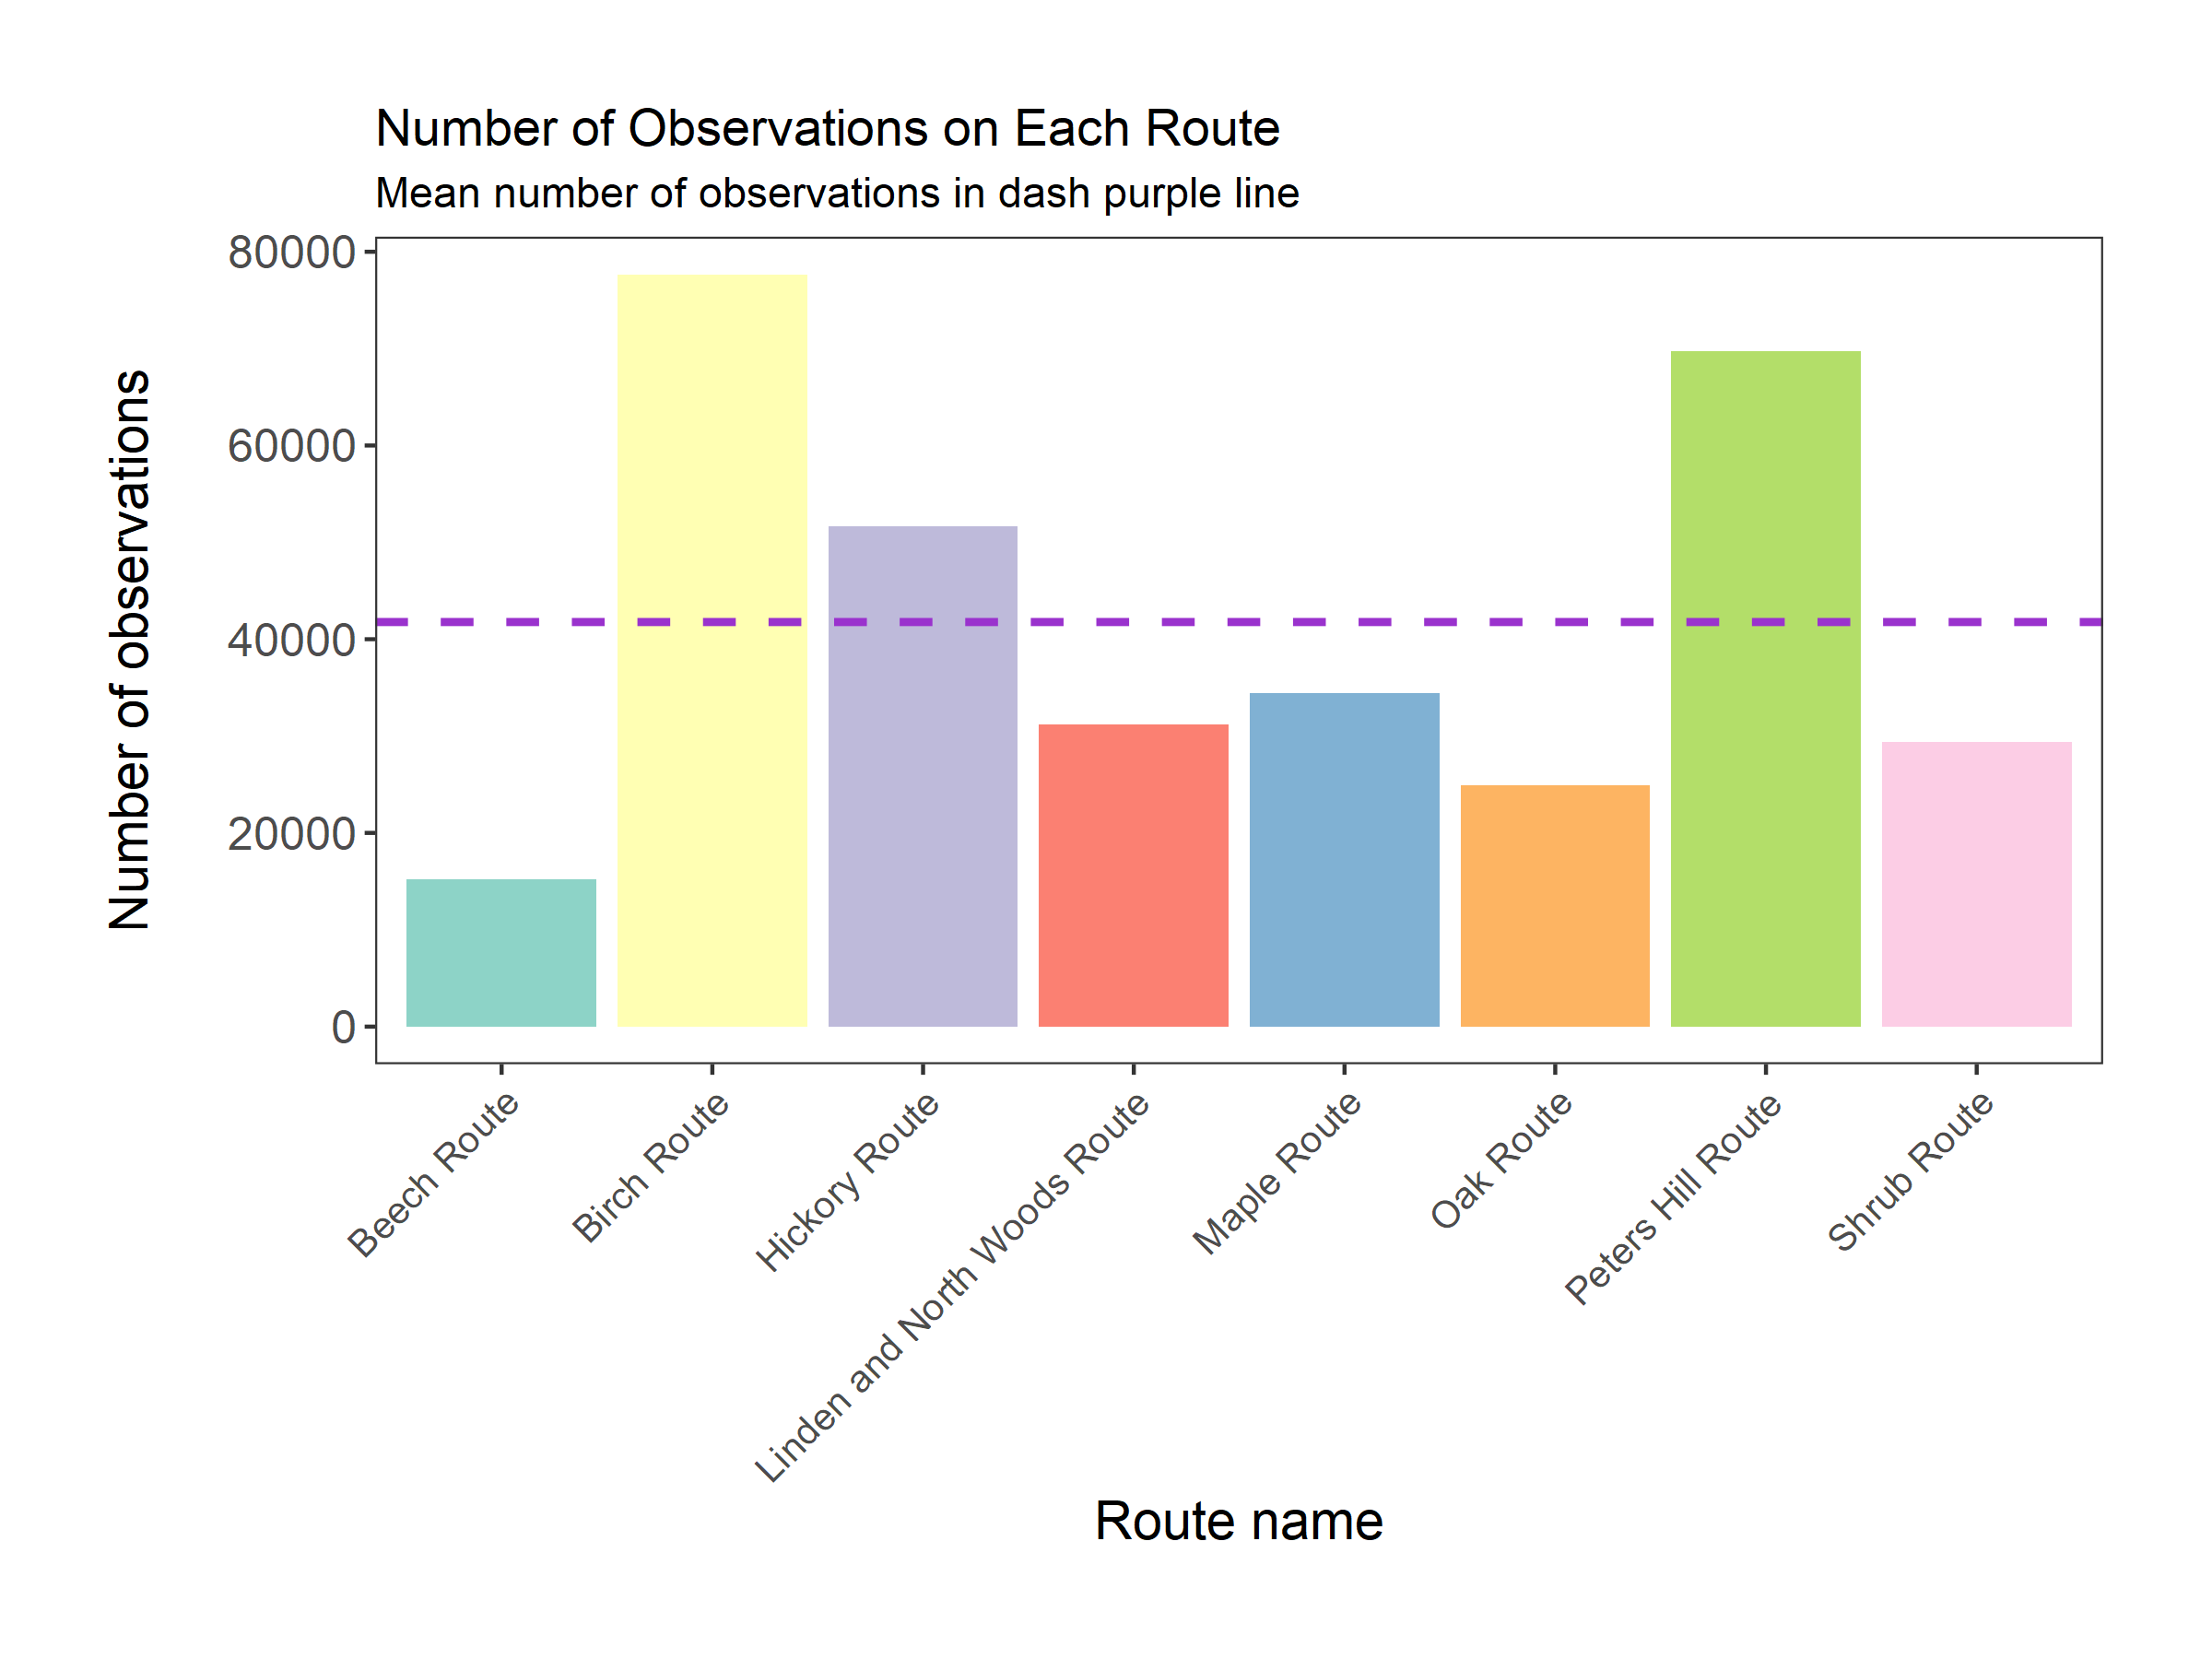 Number of Observations on Each Route
Mean number of observations in dash purple line
Number of observations
80000
60000
40000
20000
0
Beech Route
Birch Route
Hickory Route
Linden and North Woods Route
Maple Route
Oak Route
Peters Hill Route
Shrub Route
Route name